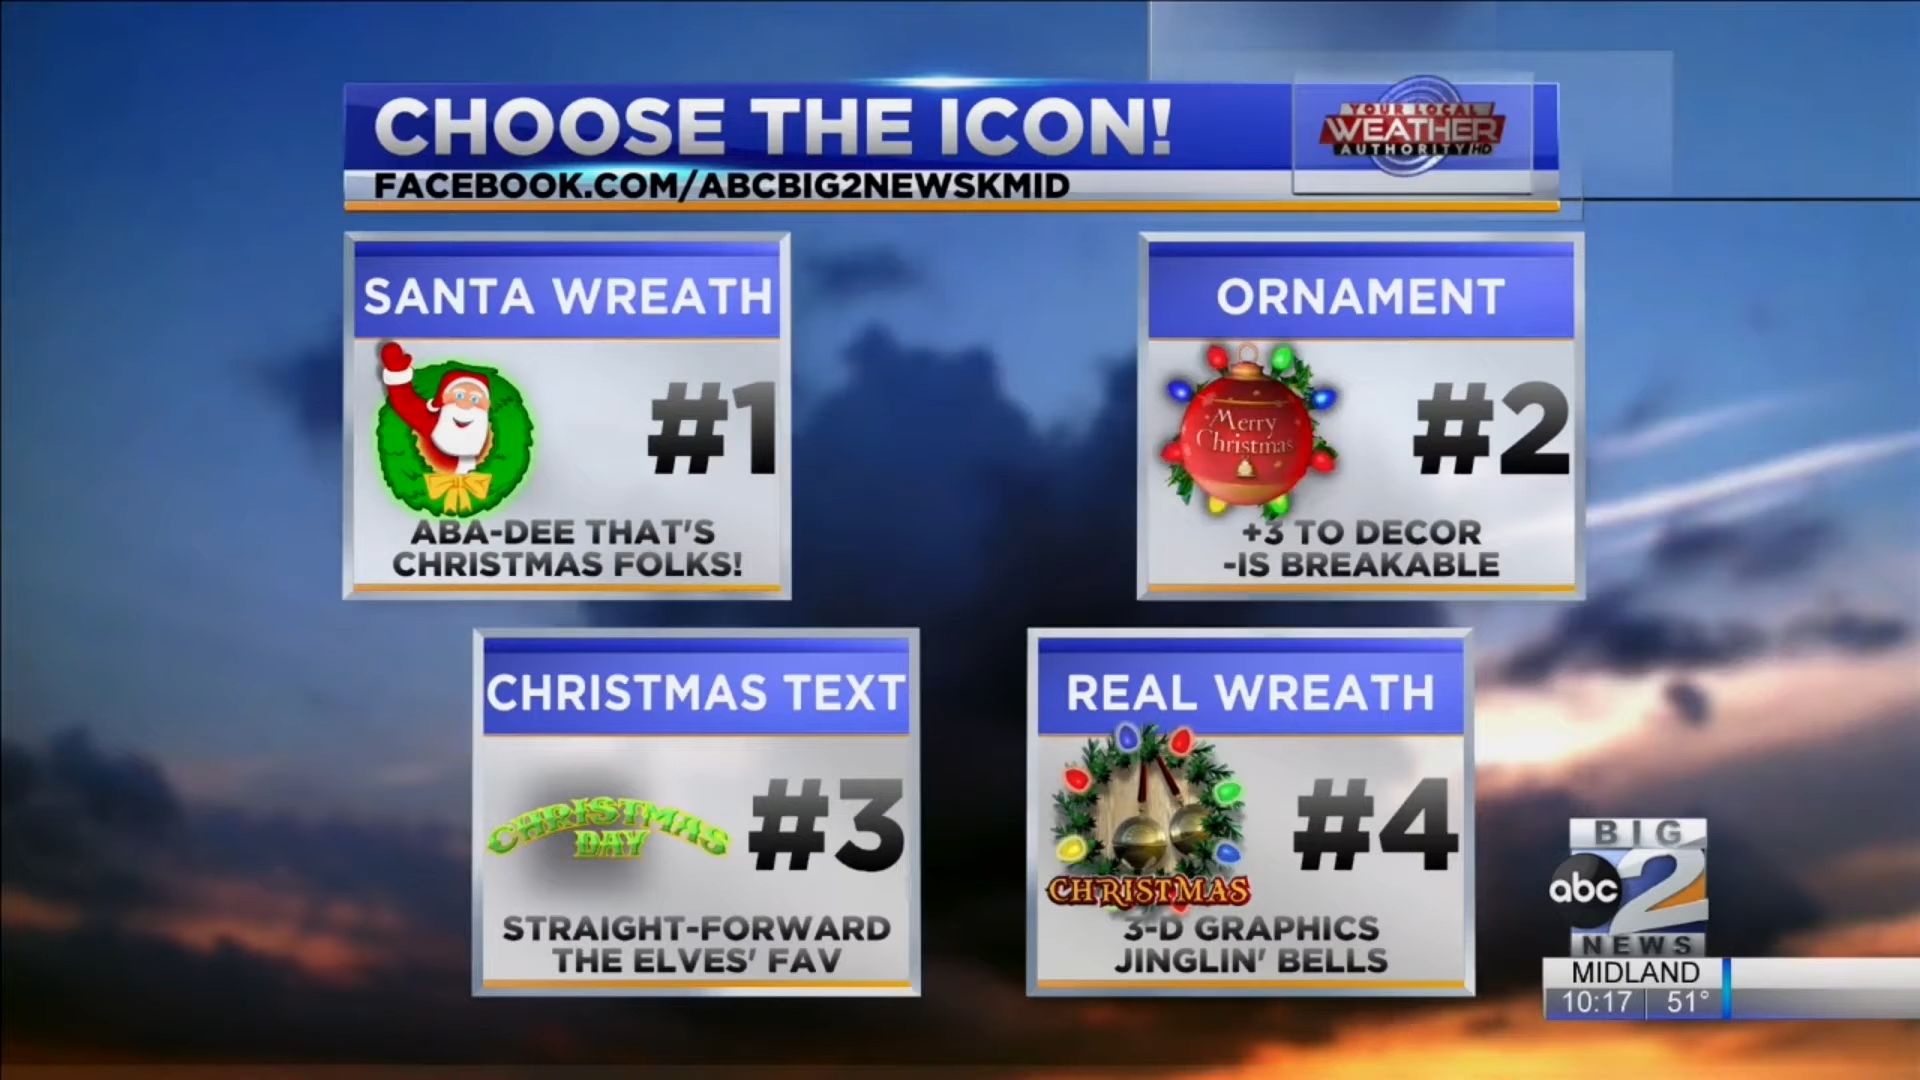 CHOOSE THE ICON!
YOUR LOCAL
WEATHER
AUTHORITY HD
FACEBOOK.COM/ABCBIG2NEWSKMID
SANTA WREATH
#1
ABA-DEE THAT'S
CHRISTMAS FOLKS!
ORNAMENT
Merry
Christmas
#2
+3 TO DECOR
-IS BREAKABLE
CHRISTMAS TEXT
CHRISTMAS
DAY
#3
STRAIGHT-FORWARD
THE ELVES' FAV
REAL WREATH
#4
CHRISTMAS
3-D GRAPHICS
JINGLIN' BELLS
BIG
abc 2
NEWS
MIDLAND
10:17 51°